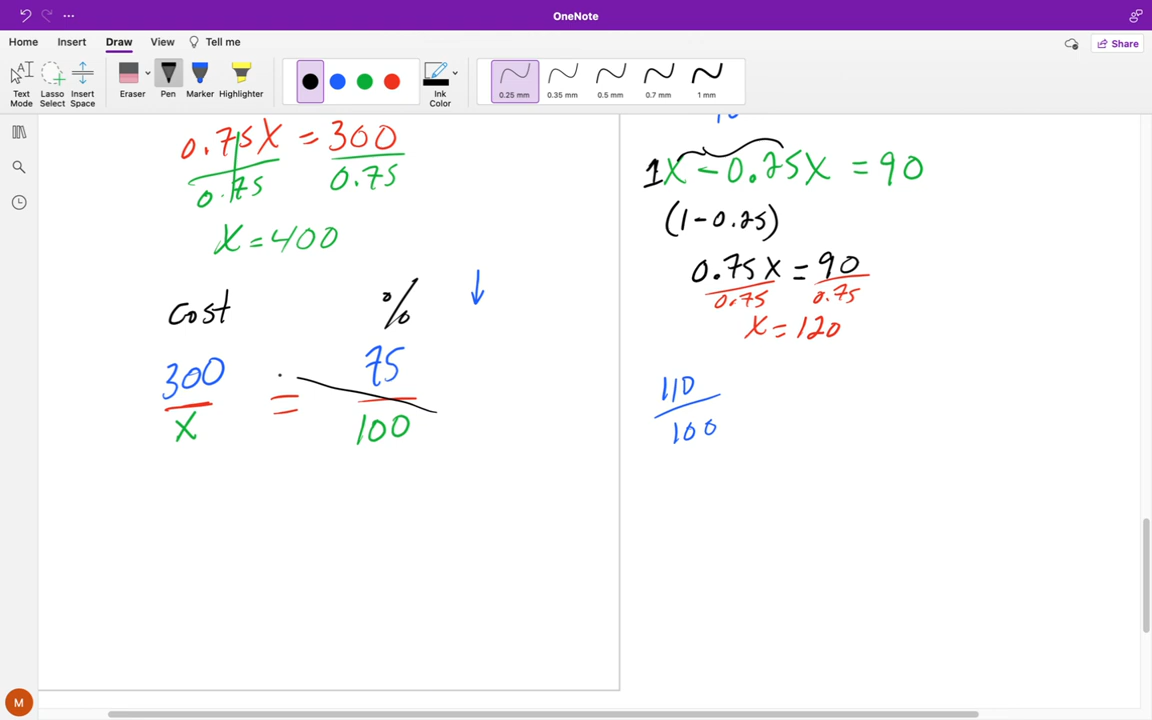 OneNote
Home Insert Draw View Tell me
Share
Text Mode
Lasso Select
Insert Space
Eraser
Pen
Marker
Highlighter
Ink Color
0.25 mm
0.35 mm
0.5 mm
0.7 mm
1 mm
0.75X = 300
0.75 0.75
X = 400
Cost % ↓
300 = 75
X 100
1X - 0.25X = 90
(1 - 0.25)
0.75X = 90
0.75 0.75
X = 120
110
100
M